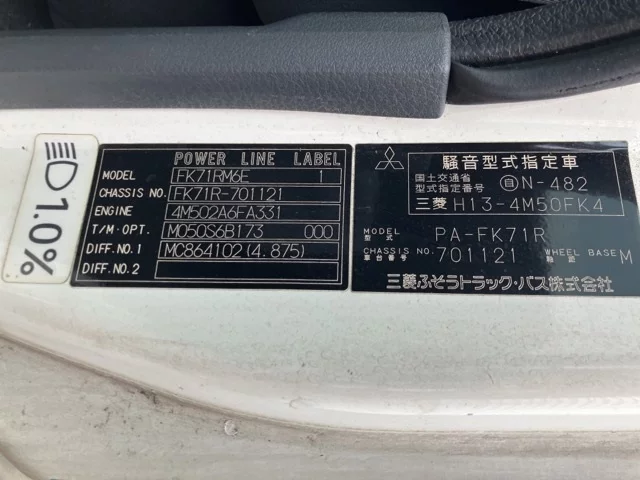 1.0%
POWER LINE LABEL
MODEL FK71RM6E 1
CHASSIS NO. FK71R-701121
ENGINE 4M502A6FA331
T/M·OPT. M050S6B173 000
DIFF.NO.1 MC864102(4.875)
DIFF.NO.2
騒音型式指定車
国土交通省
型式指定番号 自N-482
三菱 H13-4M50FK4
MODEL
型式 PA-FK71R
CHASSIS NO.
車台番号 701121 WHEEL BASE
軸距 M
三菱ふそうトラック・バス株式会社